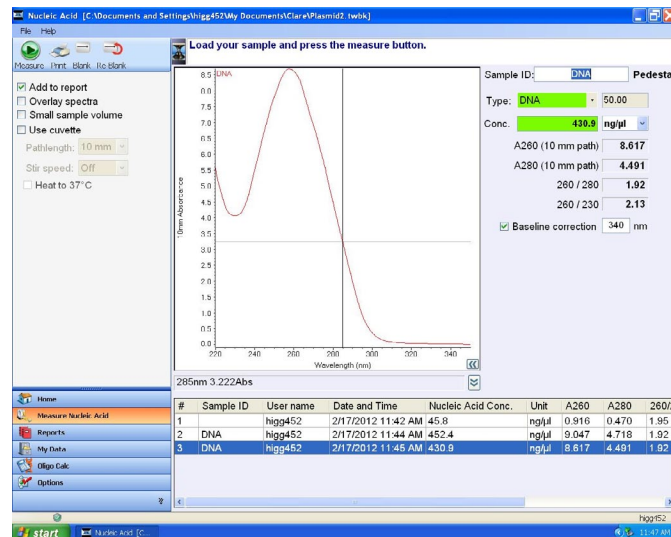 Nucleic Acid [C:\Documents and Settings\higg452\My Documents\Clare\Plasmid2.twbk]
File Help
Measure Print Blank Re Blank
Load your sample and press the measure button.
Add to report
Overlay spectra
Small sample volume
Use cuvette
Pathlength: 10 mm
Stir speed: Off
Heat to 37°C
DNA
8.5
8.0
7.5
7.0
6.5
6.0
5.5
5.0
4.5
4.0
3.5
3.0
2.5
2.0
1.5
1.0
0.5
0.0
10mm Absorbance
220 240 260 280 300 320 340
Wavelength (nm)
285nm 3.222Abs
Sample ID: DNA Pedesta
Type: DNA 50.00
Conc. 430.9 ng/µl
A260 (10 mm path) 8.617
A280 (10 mm path) 4.491
260 / 280 1.92
260 / 230 2.13
Baseline correction 340 nm
Home
Measure Nucleic Acid
Reports
My Data
Oligo Calc
Options
# Sample ID User name Date and Time Nucleic Acid Conc. Unit A260 A280 260/
1 higg452 2/17/2012 11:42 AM 45.8 ng/µl 0.916 0.470 1.95
2 DNA higg452 2/17/2012 11:44 AM 452.4 ng/µl 9.047 4.718 1.92
3 DNA higg452 2/17/2012 11:45 AM 430.9 ng/µl 8.617 4.491 1.92
higg452
start Nucleic Acid [C... 11:47 AM